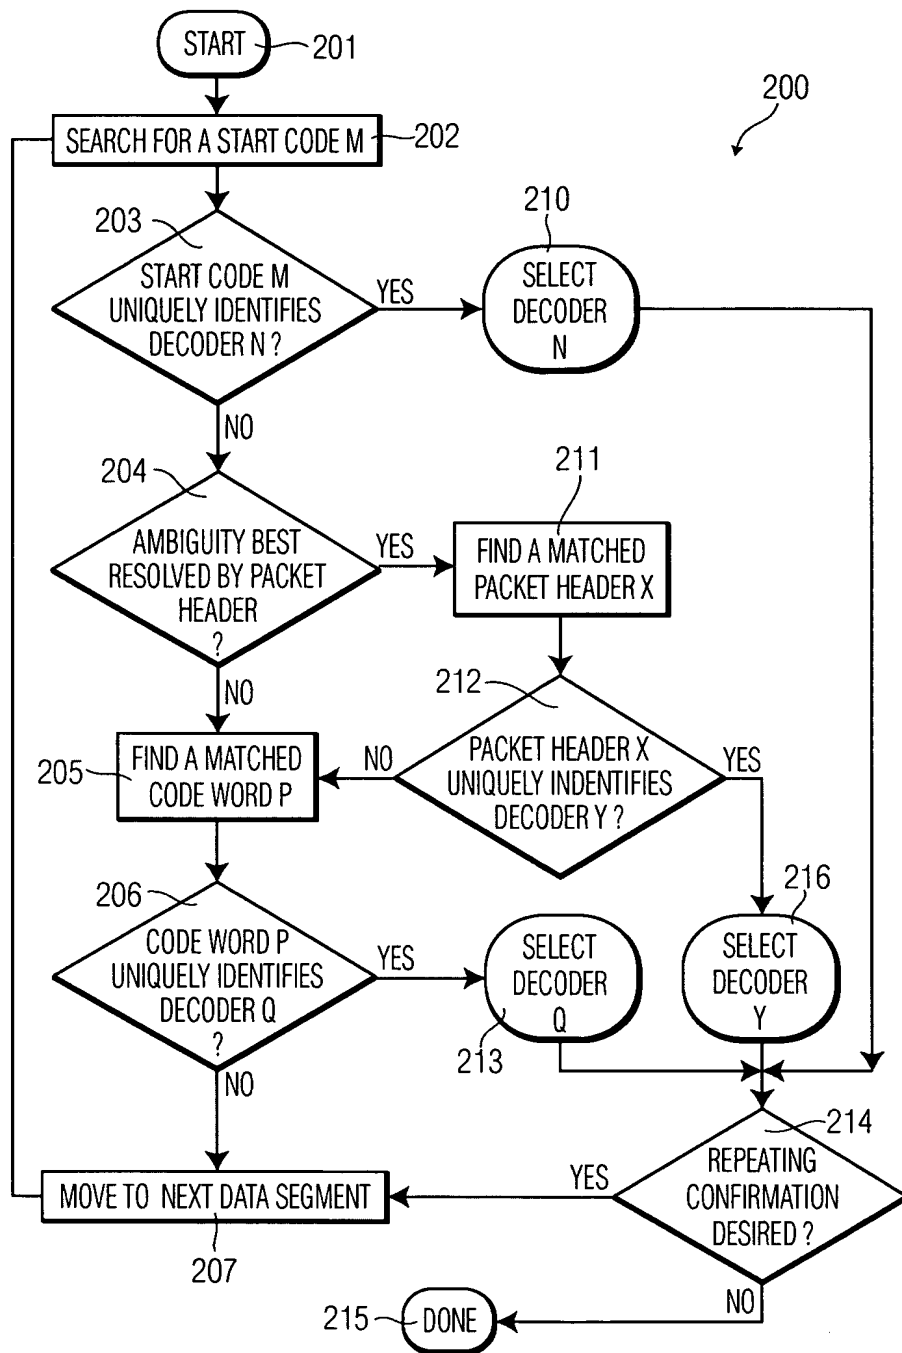 START
201
200
SEARCH FOR A START CODE M
202
203
START CODE M
UNIQUELY IDENTIFIES
DECODER N ?
YES
210
SELECT
DECODER
N
NO
204
AMBIGUITY BEST
RESOLVED BY PACKET
HEADER
?
YES
211
FIND A MATCHED
PACKET HEADER X
NO
212
PACKET HEADER X
UNIQUELY INDENTIFIES
DECODER Y ?
NO
YES
205
FIND A MATCHED
CODE WORD P
206
CODE WORD P
UNIQUELY IDENTIFIES
DECODER Q
?
YES
SELECT
DECODER
Q
213
216
SELECT
DECODER
Y
NO
214
REPEATING
CONFIRMATION
DESIRED ?
YES
MOVE TO NEXT DATA SEGMENT
207
NO
215
DONE